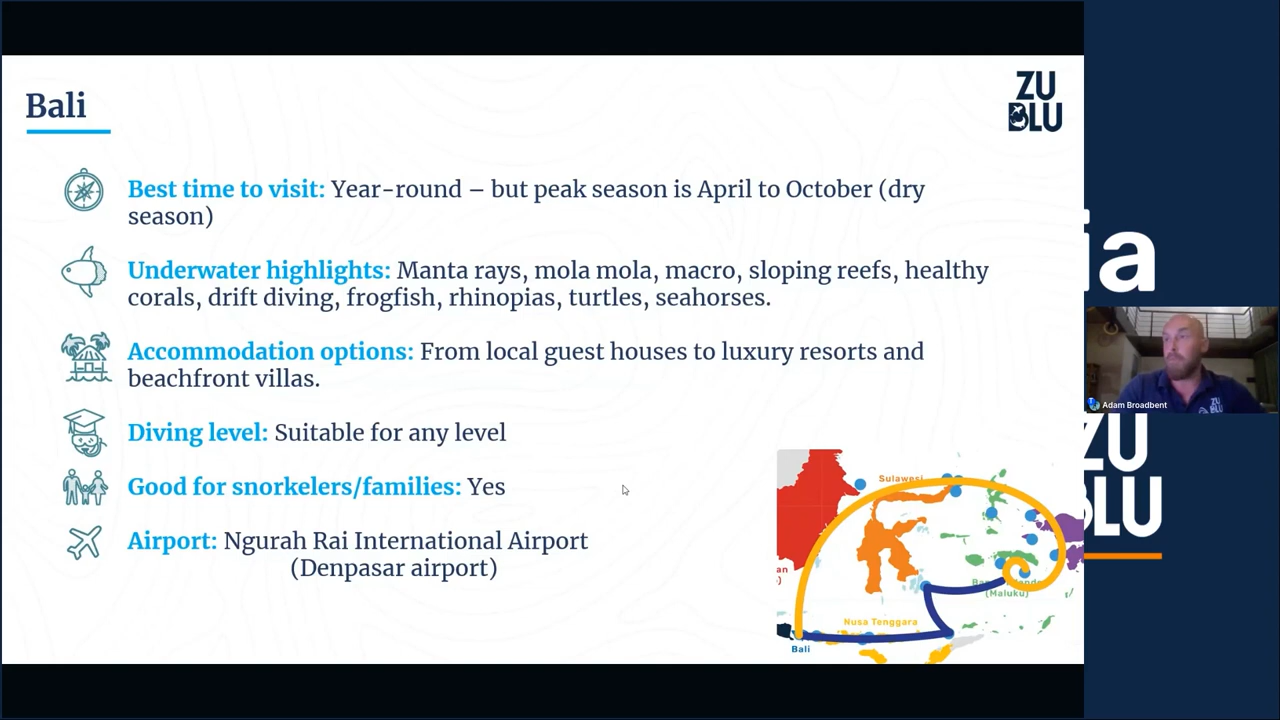 Bali
ZU
BLU
Best time to visit: Year-round – but peak season is April to October (dry
season)
Underwater highlights: Manta rays, mola mola, macro, sloping reefs, healthy
corals, drift diving, frogfish, rhinopias, turtles, seahorses.
Accommodation options: From local guest houses to luxury resorts and
beachfront villas.
Diving level: Suitable for any level
Good for snorkelers/families: Yes
Airport: Ngurah Rai International Airport
(Denpasar airport)
Sulawesi
(Maluku)
Nusa Tenggara
Bali
ia
Adam Broadbent
ZU
BLU
ZU
BLU